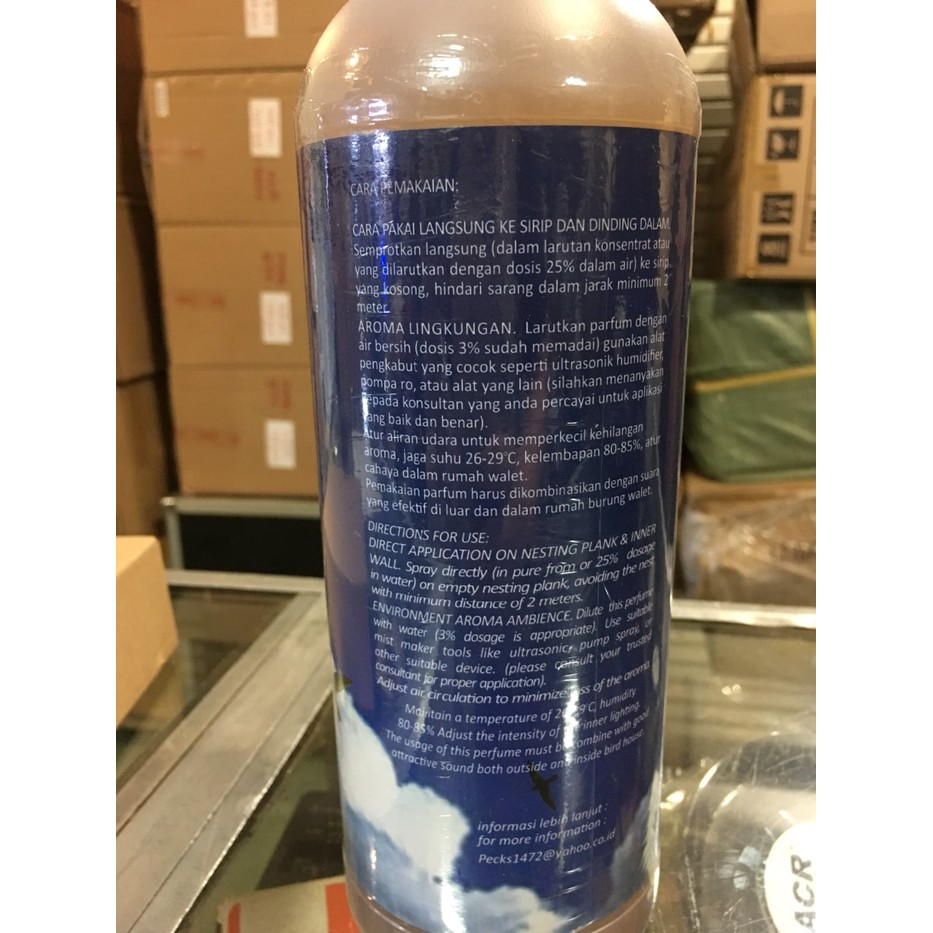 CARA PEMAKAIAN:
CARA PAKAI LANGSUNG KE SIRIP DAN DINDING DALAM.
Semprotkan langsung (dalam larutan konsentrat atau
yang dilarutkan dengan dosis 25% dalam air) ke sirip
yang kosong, hindari sarang dalam jarak minimum 2
meter.
AROMA LINGKUNGAN. Larutkan parfum dengan
air bersih (dosis 3% sudah memadai) gunakan alat
pengkabut yang cocok seperti ultrasonik humidifier,
pompa ro, atau alat yang lain (silahkan menanyakan
kepada konsultan yang anda percayai untuk aplikasi
yang baik dan benar).
Atur aliran udara untuk memperkecil kehilangan
aroma, jaga suhu 26-29°C, kelembapan 80-85%, atur
cahaya dalam rumah walet.
Pemakaian parfum harus dikombinasikan dengan suara
yang efektif di luar dan dalam rumah burung walet.
DIRECTIONS FOR USE:
DIRECT APPLICATION ON NESTING PLANK & INNER
WALL. Spray directly (in pure from or 25% dosage
in water) on empty nesting plank, avoiding the nest
with minimum distance of 2 meters.
ENVIRONMENT AROMA AMBIENCE. Dilute this perfume
with water (3% dosage is appropriate). Use suitable
mist maker tools like ultrasonic, pump spray, or
other suitable device. (please consult your trusted
consultant for proper application).
Adjust air circulation to minimize loss of the aroma.
Maintain a temperature of 26-29°C, humidity
80-85% Adjust the intensity of inner lighting.
The usage of this perfume must be combine with good
attractive sound both outside and inside bird house.
informasi lebih lanjut :
for more information :
Pecks1472@yahoo.co.id
ACR